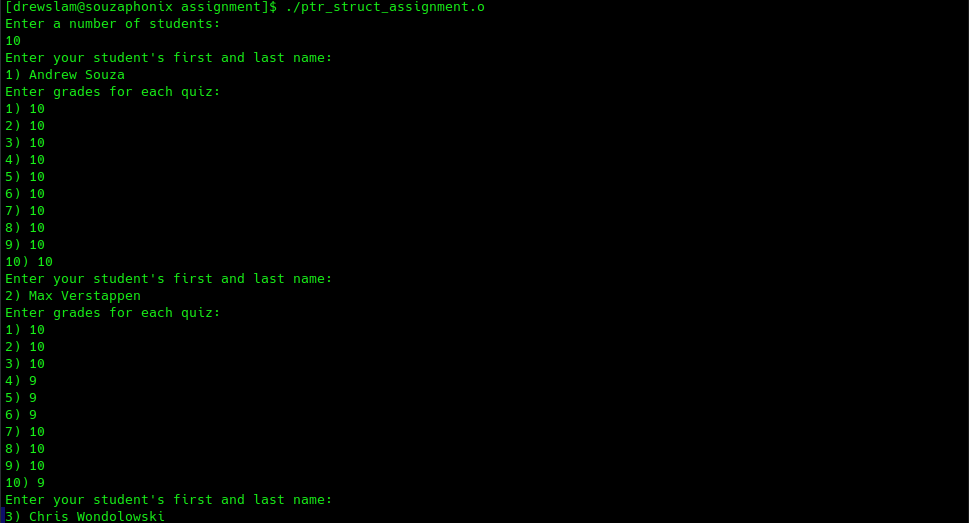 [drewslam@souzaphonix assignment]$ ./ptr_struct_assignment.o
Enter a number of students:
10
Enter your student's first and last name:
1) Andrew Souza
Enter grades for each quiz:
1) 10
2) 10
3) 10
4) 10
5) 10
6) 10
7) 10
8) 10
9) 10
10) 10
Enter your student's first and last name:
2) Max Verstappen
Enter grades for each quiz:
1) 10
2) 10
3) 10
4) 9
5) 9
6) 9
7) 10
8) 10
9) 10
10) 9
Enter your student's first and last name:
3) Chris Wondolowski